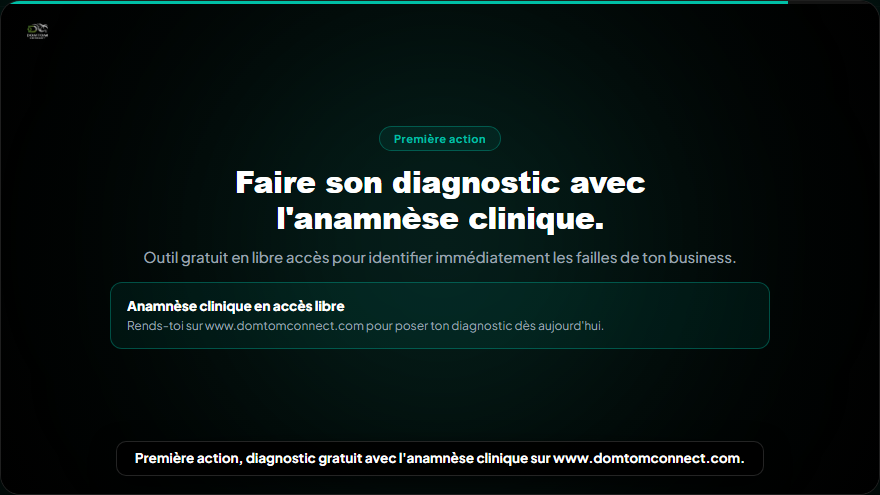 Première action
Faire son diagnostic avec
l'anamnèse clinique.
Outil gratuit en libre accès pour identifier immédiatement les failles de ton business.
Anamnèse clinique en accès libre
Rends-toi sur www.domtomconnect.com pour poser ton diagnostic dès aujourd'hui.
Première action, diagnostic gratuit avec l'anamnèse clinique sur www.domtomconnect.com.